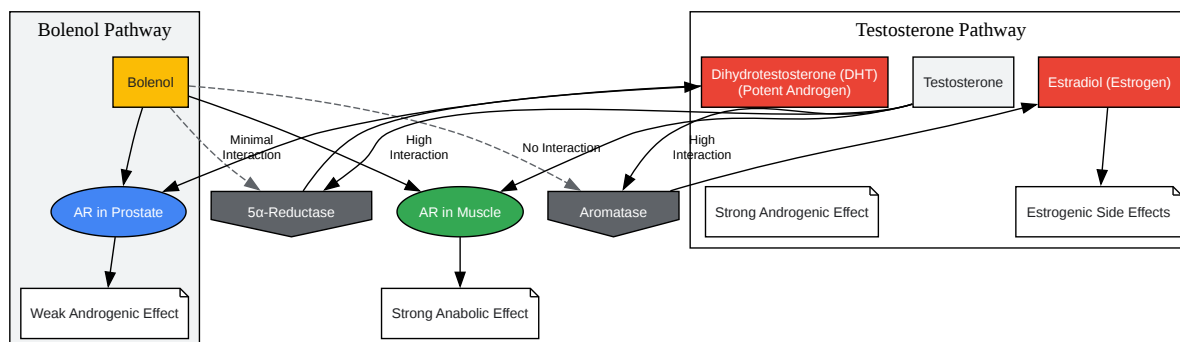 Bolenol Pathway
Testosterone Pathway
Bolenol
Dihydrotestosterone (DHT)
(Potent Androgen)
Testosterone
Estradiol (Estrogen)
Minimal
Interaction
High
Interaction
No Interaction
High
Interaction
AR in Prostate
5α-Reductase
AR in Muscle
Aromatase
Strong Androgenic Effect
Estrogenic Side Effects
Weak Androgenic Effect
Strong Anabolic Effect